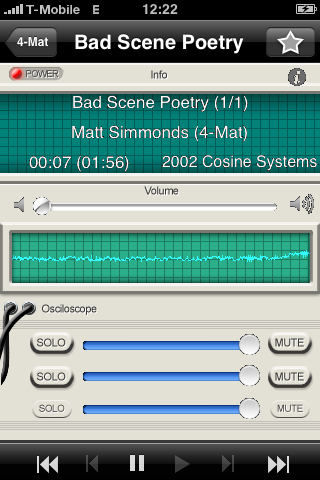 T-Mobile E 12:22
4-Mat Bad Scene Poetry
POWER Info
Bad Scene Poetry (1/1)
Matt Simmonds (4-Mat)
00:07 (01:56) 2002 Cosine Systems
Volume
Osciloscope
SOLO MUTE
SOLO MUTE
SOLO MUTE